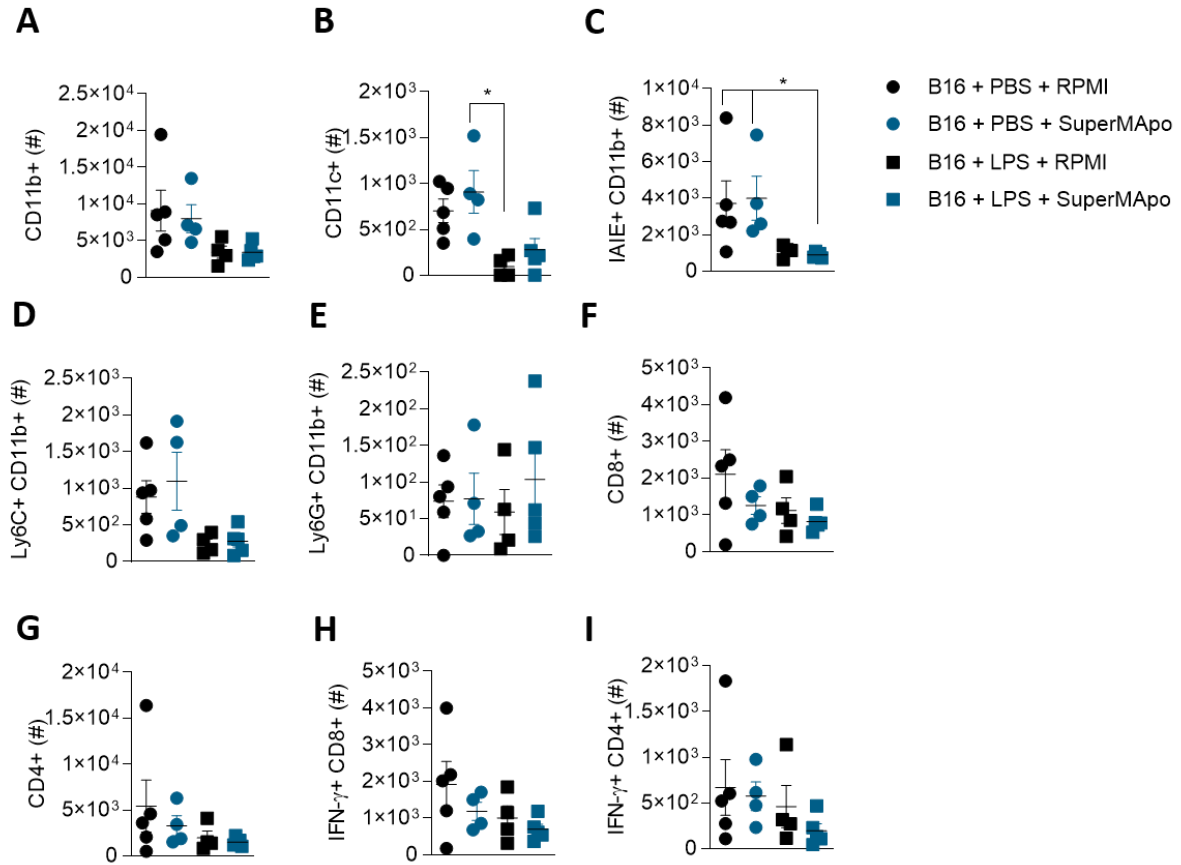 A
CD11b+ (#)
2.5×10⁴
2×10⁴
1.5×10⁴
1×10⁴
5×10³
0
B
CD11c+ (#)
2×10³
1.5×10³
1×10³
5×10²
0
*
C
IAIE+ CD11b+ (#)
1×10⁴
8×10³
6×10³
4×10³
2×10³
0
*
B16 + PBS + RPMI
B16 + PBS + SuperMApo
B16 + LPS + RPMI
B16 + LPS + SuperMApo
D
Ly6C+ CD11b+ (#)
2.5×10³
2×10³
1.5×10³
1×10³
5×10²
0
E
Ly6G+ CD11b+ (#)
2.5×10²
2×10²
1.5×10²
1×10²
5×10¹
0
F
CD8+ (#)
5×10³
4×10³
3×10³
2×10³
1×10³
0
G
CD4+ (#)
2×10⁴
1.5×10⁴
1×10⁴
5×10³
0
H
IFN-γ+ CD8+ (#)
5×10³
4×10³
3×10³
2×10³
1×10³
0
I
IFN-γ+ CD4+ (#)
2×10³
1.5×10³
1×10³
5×10²
0